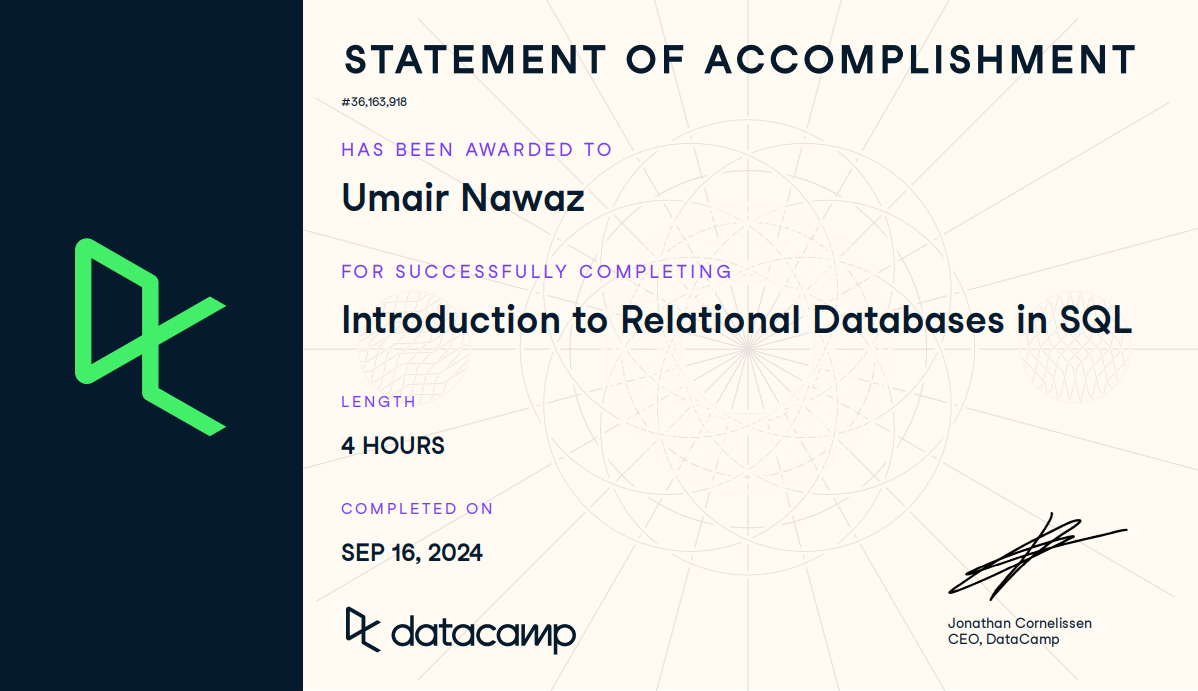 STATEMENT OF ACCOMPLISHMENT
#36,163,918
HAS BEEN AWARDED TO
Umair Nawaz
FOR SUCCESSFULLY COMPLETING
Introduction to Relational Databases in SQL
LENGTH
4 HOURS
COMPLETED ON
SEP 16, 2024
datacamp
Jonathan Cornelissen
CEO, DataCamp